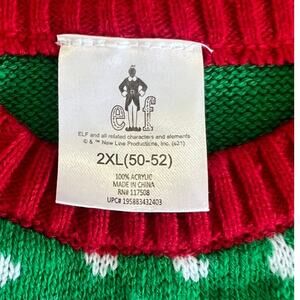 elf
ELF and all related characters and elements
© & ™ New Line Productions, Inc. (s21)
2XL(50-52)
100% ACRYLIC
MADE IN CHINA
RN# 117508
UPC# 195883432403